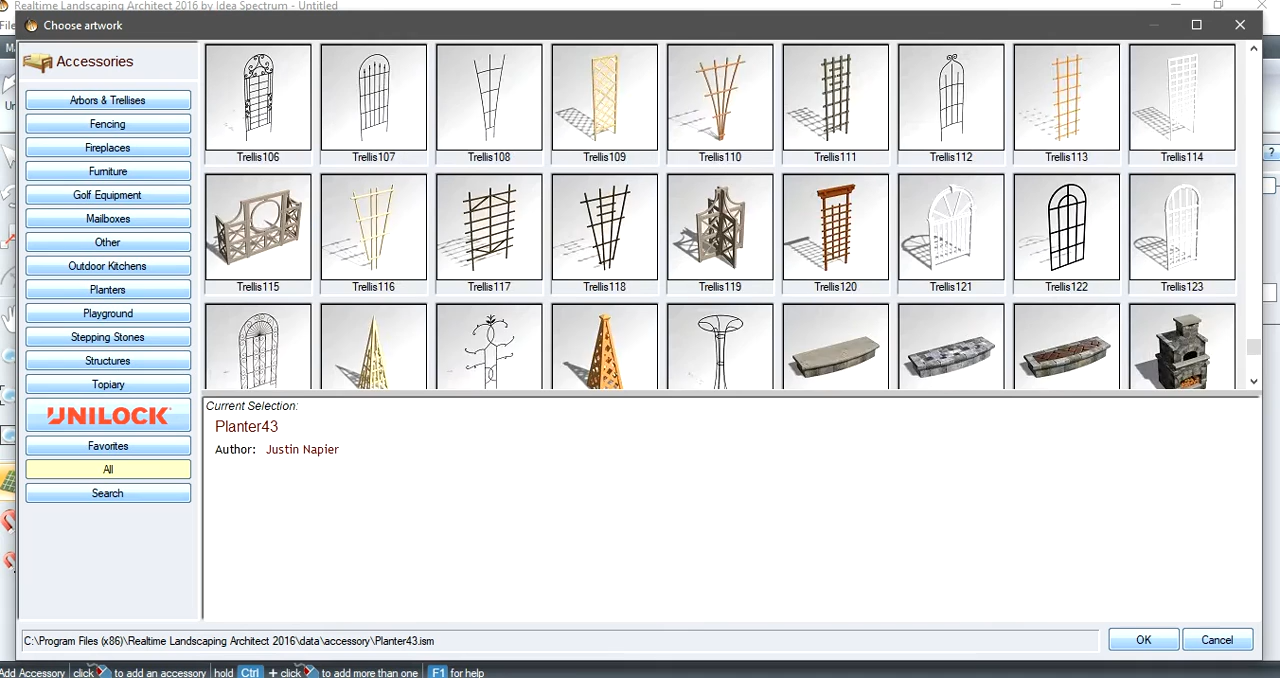 Realtime Landscaping Architect 2016 by Idea Spectrum - Untitled
Choose artwork
Accessories
Arbors & Trellises
Fencing
Fireplaces
Furniture
Golf Equipment
Mailboxes
Other
Outdoor Kitchens
Planters
Playground
Stepping Stones
Structures
Topiary
UNILOCK
Favorites
All
Search
Trellis106 Trellis107 Trellis108 Trellis109 Trellis110 Trellis111 Trellis112 Trellis113 Trellis114
Trellis115 Trellis116 Trellis117 Trellis118 Trellis119 Trellis120 Trellis121 Trellis122 Trellis123
Current Selection:
Planter43
Author: Justin Napier
C:\Program Files (x86)\Realtime Landscaping Architect 2016\data\accessory\Planter43.ism
OK Cancel
Add Accessory click to add an accessory hold Ctrl + click to add more than one F1 for help